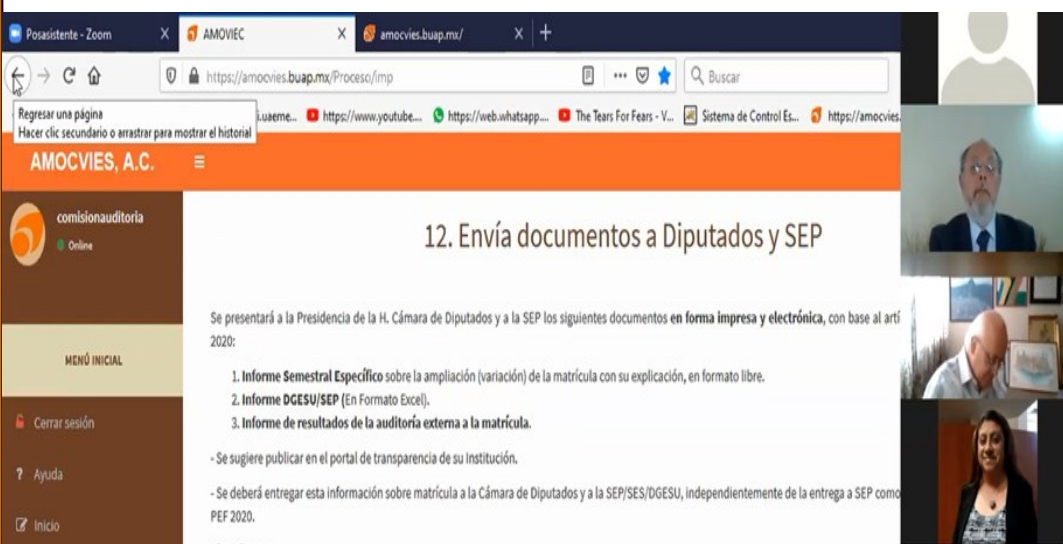 Posasistente - Zoom
AMOVIEC
amocvies.buap.mx/
https://amocvies.buap.mx/Proceso/imp
Buscar
Regresar una página
Hacer clic secundario o arrastrar para mostrar el historial
i.uaeme...
https://www.youtube....
https://web.whatsapp....
The Tears For Fears - V...
Sistema de Control Es...
https://amocvies.
AMOCVIES, A.C.
comisionauditoria
Online
MENÚ INICIAL
Cerrar sesión
Ayuda
Inicio
12. Envía documentos a Diputados y SEP
Se presentará a la Presidencia de la H. Cámara de Diputados y a la SEP los siguientes documentos en forma impresa y electrónica, con base al artí
2020:
1. Informe Semestral Específico sobre la ampliación (variación) de la matrícula con su explicación, en formato libre.
2. Informe DGESU/SEP (En Formato Excel).
3. Informe de resultados de la auditoría externa a la matrícula.
- Se sugiere publicar en el portal de transparencia de su Institución.
- Se deberá entregar esta información sobre matrícula a la Cámara de Diputados y a la SEP/SES/DGESU, independientemente de la entrega a SEP como
PEF 2020.